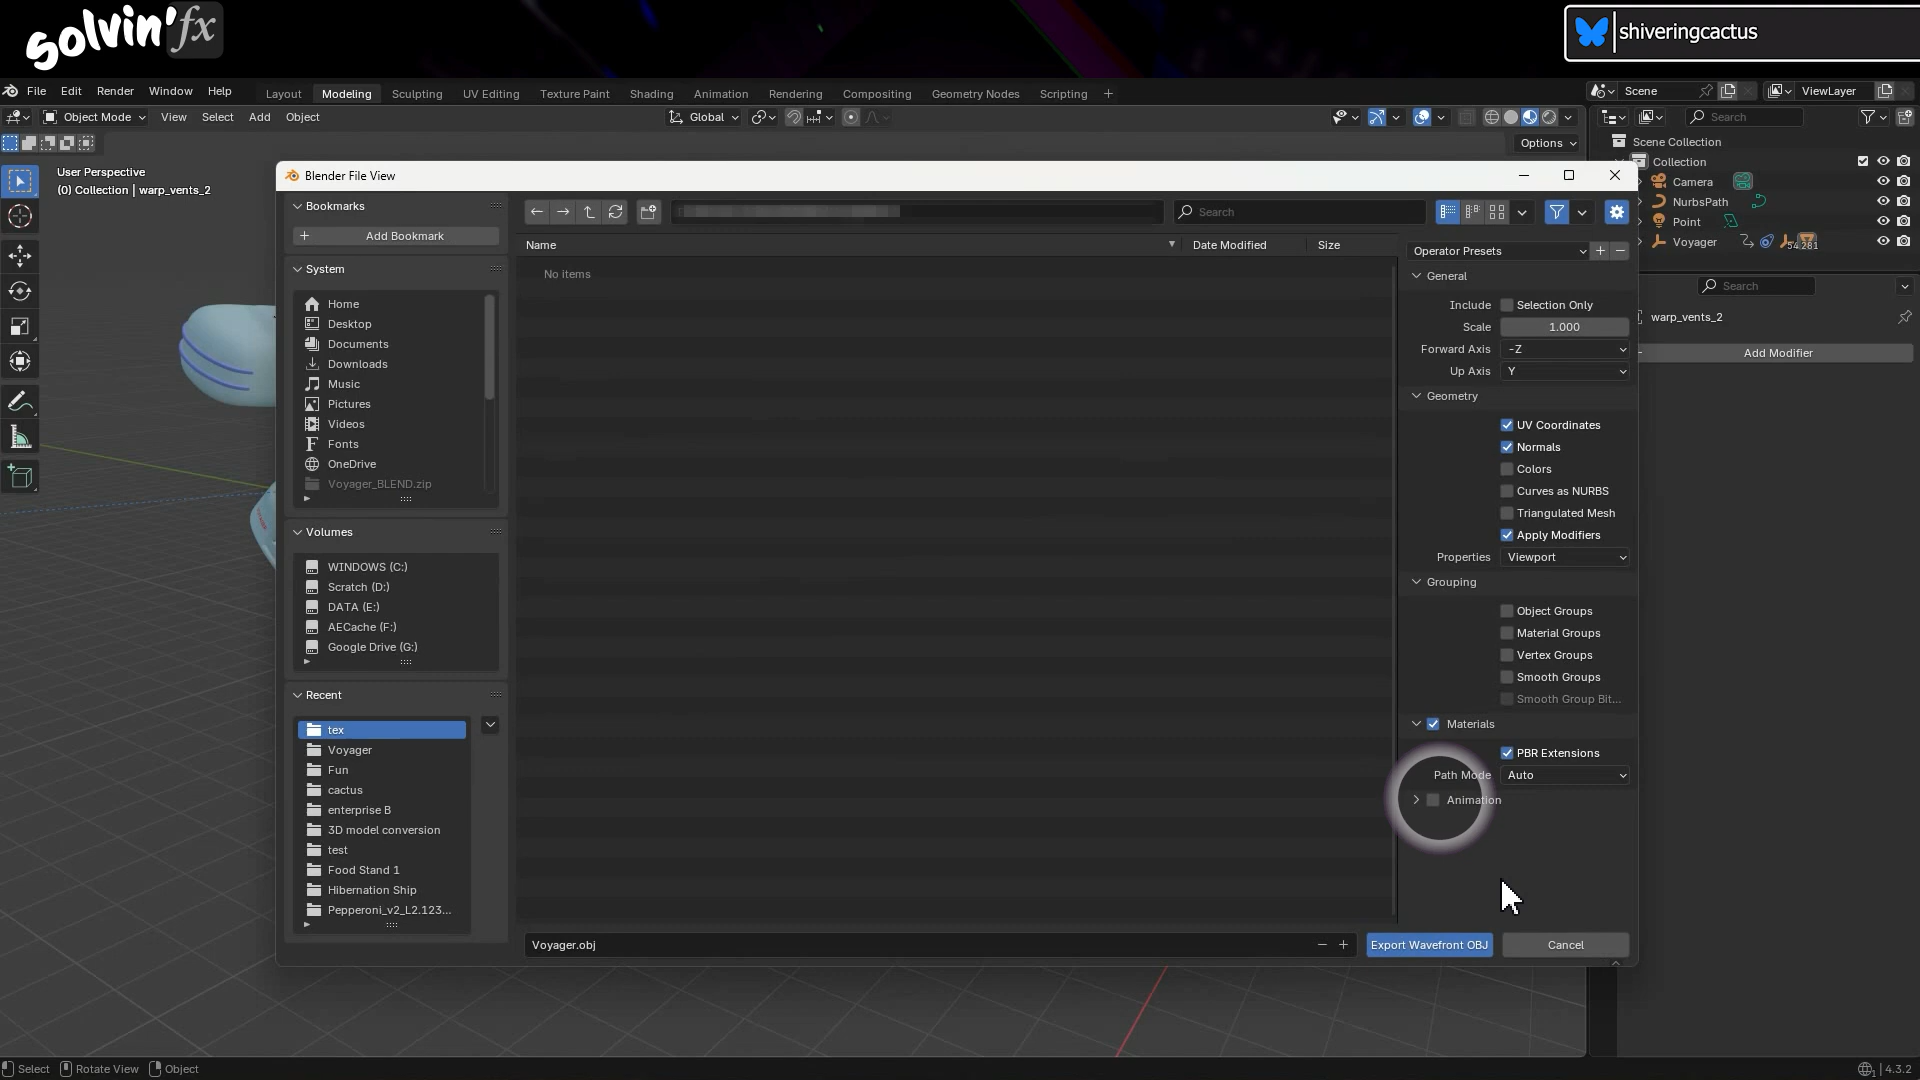 solvin' fx
shiveringcactus
File Edit Render Window Help
Layout Modeling Sculpting UV Editing Texture Paint Shading Animation Rendering Compositing Geometry Nodes Scripting +
Scene
ViewLayer
Object Mode View Select Add Object
Global
Search
Options
Scene Collection
User Perspective
(0) Collection | warp_vents_2
Collection
Camera
NurbsPath
Point
Voyager
54,281
Search
warp_vents_2
Add Modifier
Blender File View
Bookmarks
Add Bookmark
System
Home
Desktop
Documents
Downloads
Music
Pictures
Videos
Fonts
OneDrive
Voyager_BLEND.zip
Volumes
WINDOWS (C:)
Scratch (D:)
DATA (E:)
AECache (F:)
Google Drive (G:)
Recent
tex
Voyager
Fun
cactus
enterprise B
3D model conversion
test
Food Stand 1
Hibernation Ship
Pepperoni_v2_L2.123...
Search
Name Date Modified Size
No items
Operator Presets
General
Include Selection Only
Scale 1.000
Forward Axis -Z
Up Axis Y
Geometry
UV Coordinates
Normals
Colors
Curves as NURBS
Triangulated Mesh
Apply Modifiers
Properties Viewport
Grouping
Object Groups
Material Groups
Vertex Groups
Smooth Groups
Smooth Group Bit...
Materials
PBR Extensions
Path Mode Auto
Animation
Voyager.obj
Export Wavefront OBJ
Cancel
Select Rotate View Object
4.3.2